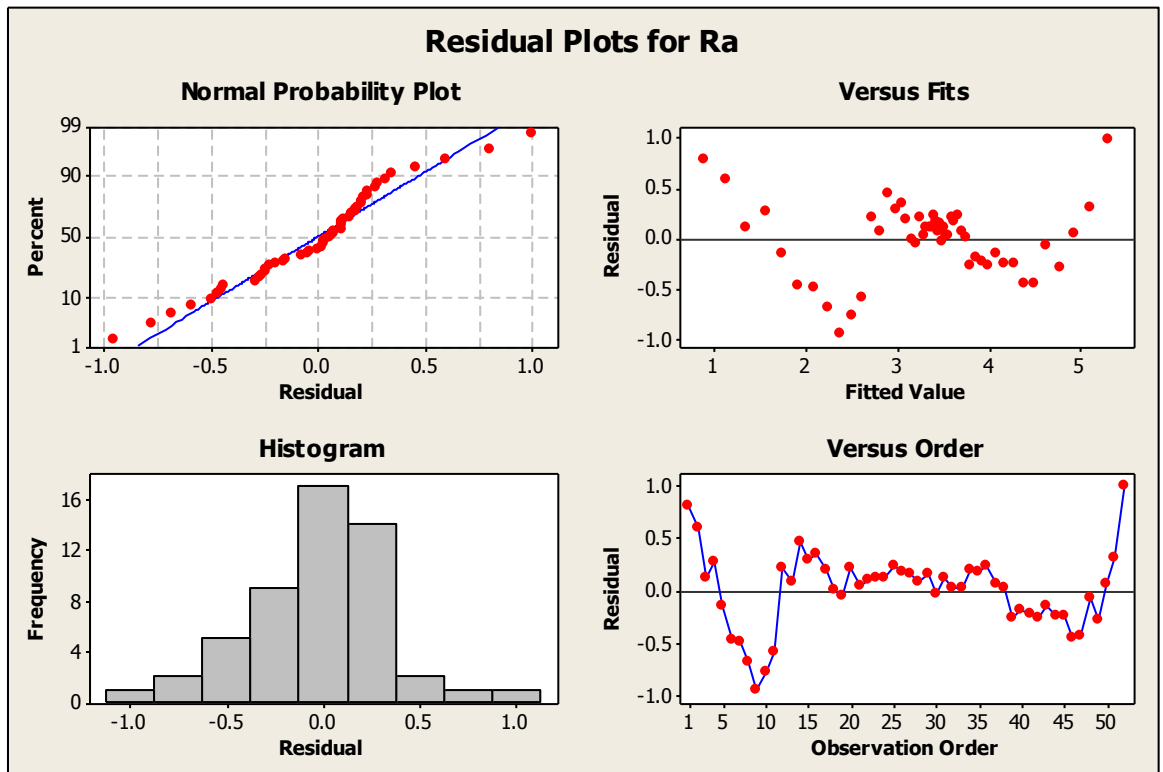 Residual Plots for Ra
Normal Probability Plot
99
90
50
10
1
Percent
-1.0 -0.5 0.0 0.5 1.0
Residual
Versus Fits
1.0
0.5
0.0
-0.5
-1.0
Residual
1 2 3 4 5
Fitted Value
Histogram
16
12
8
4
0
Frequency
-1.0 -0.5 0.0 0.5 1.0
Residual
Versus Order
1.0
0.5
0.0
-0.5
-1.0
Residual
1 5 10 15 20 25 30 35 40 45 50
Observation Order